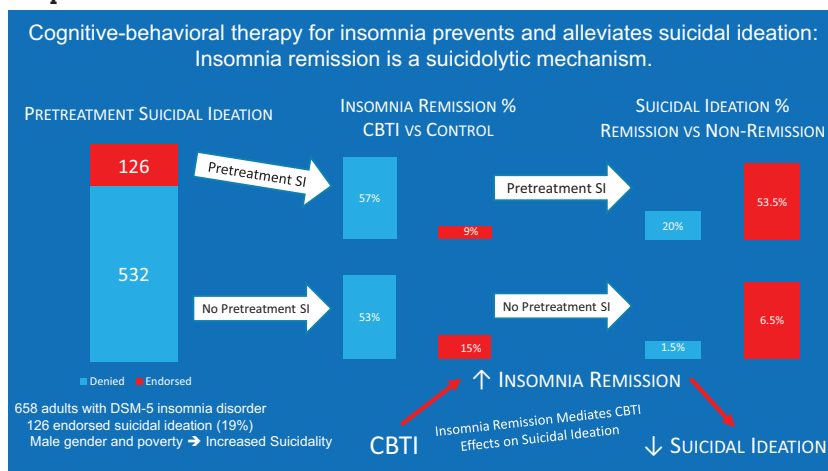 Cognitive-behavioral therapy for insomnia prevents and alleviates suicidal ideation:
Insomnia remission is a suicidolytic mechanism.
PRETREATMENT SUICIDAL IDEATION
INSOMNIA REMISSION %
CBTI VS CONTROL
SUICIDAL IDEATION %
REMISSION VS NON-REMISSION
126
532
Denied Endorsed
Pretreatment SI
57%
9%
Pretreatment SI
20%
53.5%
No Pretreatment SI
53%
15%
No Pretreatment SI
1.5%
6.5%
658 adults with DSM-5 insomnia disorder
126 endorsed suicidal ideation (19%)
Male gender and poverty ➔ Increased Suicidality
↑ INSOMNIA REMISSION
CBTI
Insomnia Remission Mediates CBTI
Effects on Suicidal Ideation
↓ SUICIDAL IDEATION